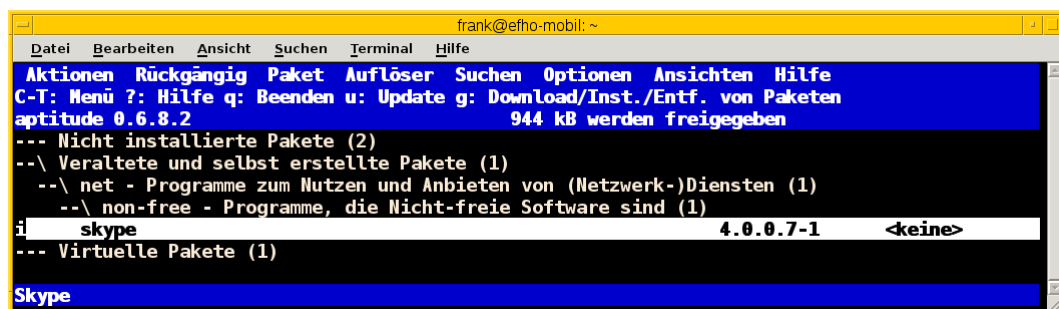 frank@efho-mobil: ~
Datei Bearbeiten Ansicht Suchen Terminal Hilfe
Aktionen Rückgängig Paket Auflöser Suchen Optionen Ansichten Hilfe
C-T: Menü ?: Hilfe q: Beenden u: Update g: Download/Inst./Entf. von Paketen
aptitude 0.6.8.2 944 kB werden freigegeben
--- Nicht installierte Pakete (2)
--\ Veraltete und selbst erstellte Pakete (1)
--\ net - Programme zum Nutzen und Anbieten von (Netzwerk-)Diensten (1)
--\ non-free - Programme, die Nicht-freie Software sind (1)
i skype 4.0.0.7-1 <keine>
--- Virtuelle Pakete (1)
Skype